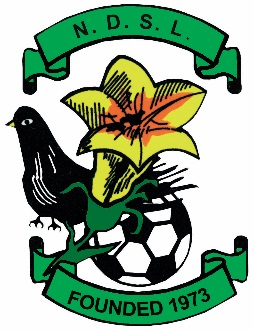 N. D. S. L.
FOUNDED 1973